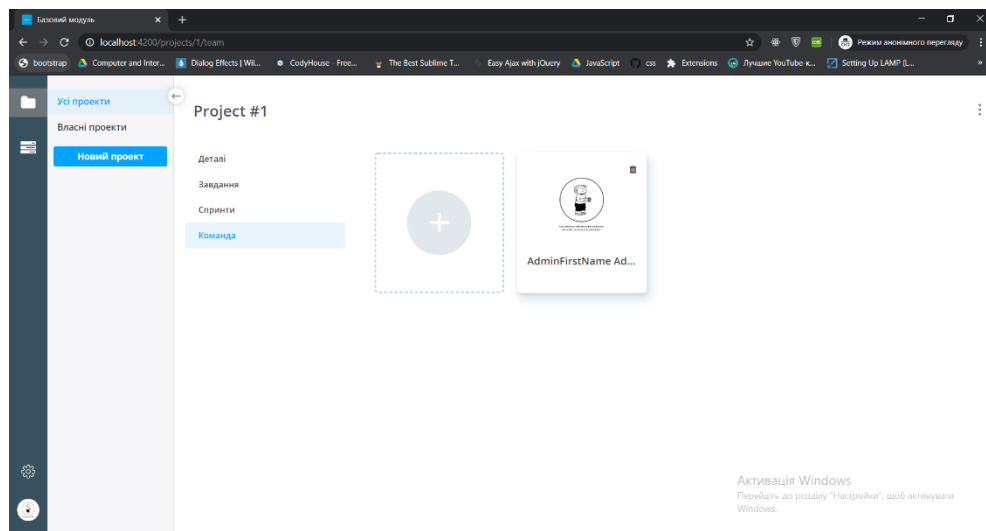 Базовий модуль
localhost:4200/projects/1/team
Режим анонімного перегляду
bootstrap
Computer and Inter...
Dialog Effects | Wil...
CodyHouse - Free...
The Best Sublime T...
Easy Ajax with jQuery
JavaScript
css
Extensions
Лучшие YouTube-к...
Setting Up LAMP (L...
Усі проекти
Власні проекти
Новий проект
Project #1
Деталі
Завдання
Спринти
Команда
AdminFirstName Ad...
Активація Windows
Перейдіть до розділу "Настройки", щоб активувати
Windows.